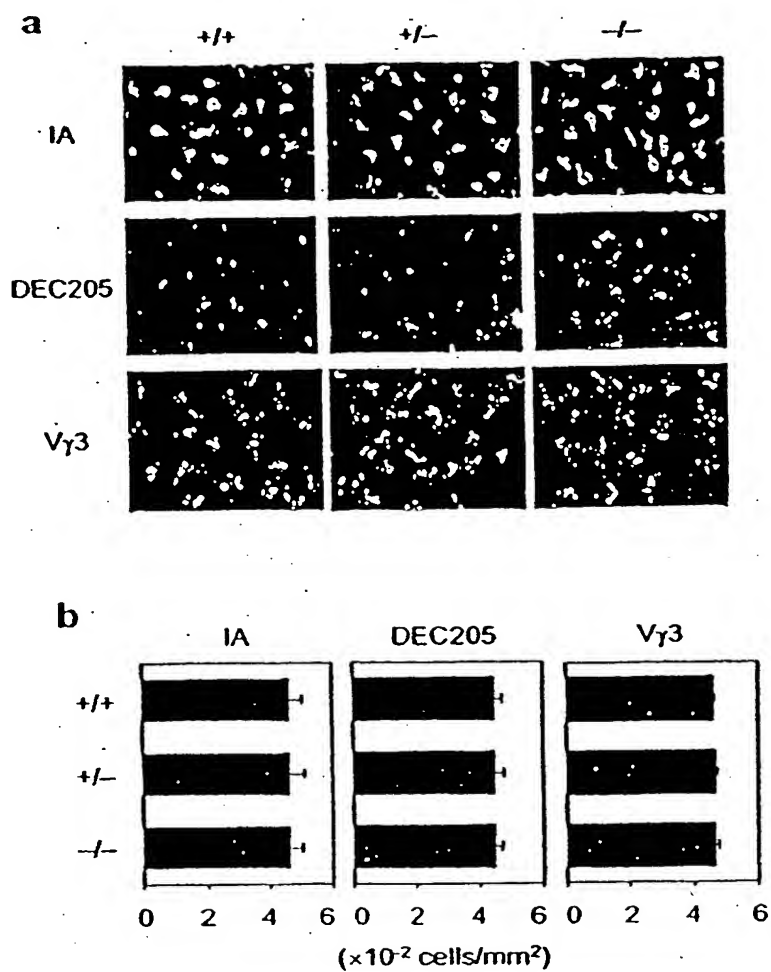 a
+/+ +/− −/−
IA
DEC205
Vγ3
b
IA DEC205 Vγ3
+/+
+/−
−/−
0 2 4 6 0 2 4 6 0 2 4 6
(×10⁻² cells/mm²)